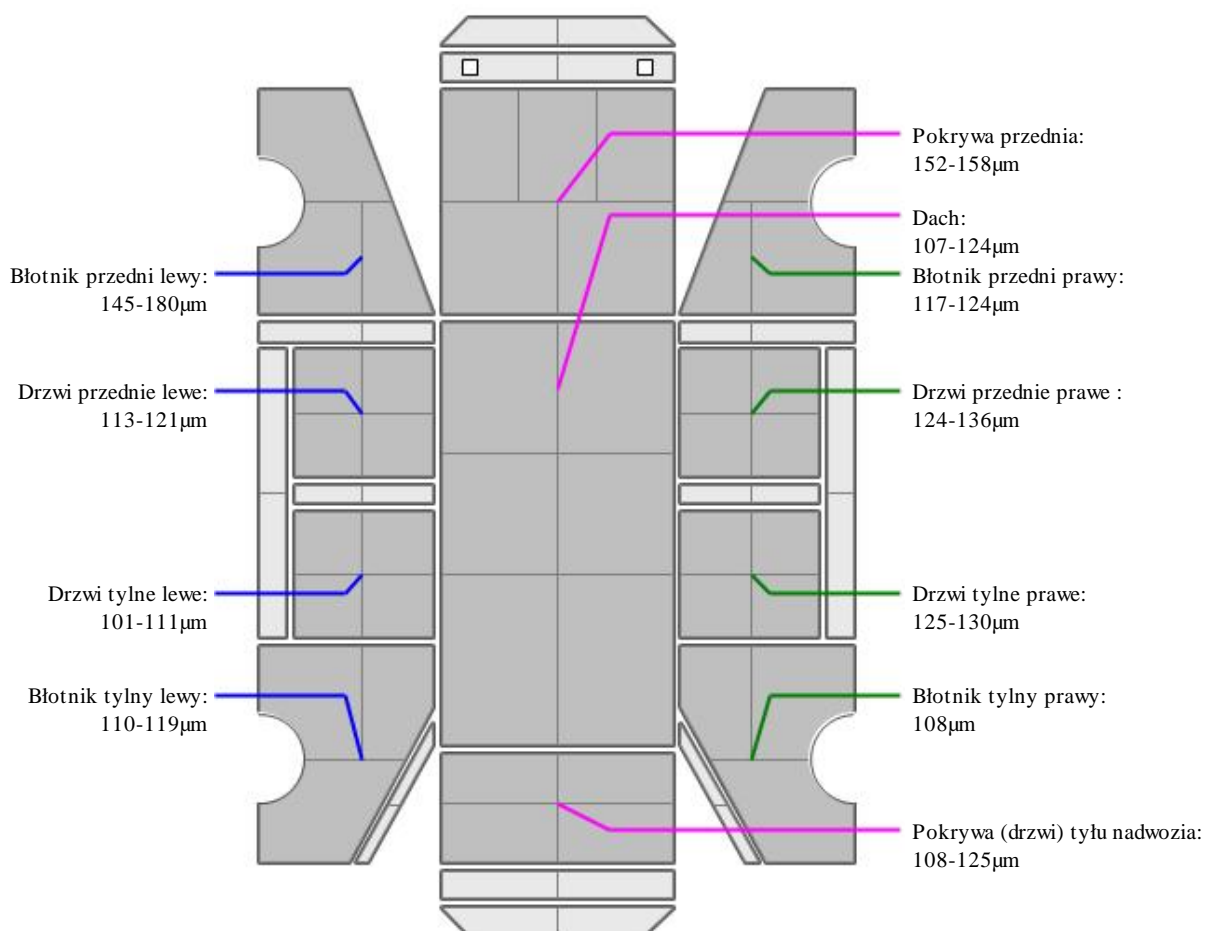 Pokrywa przednia:
152-158µm
Dach:
107-124µm
Błotnik przedni lewy:
145-180µm
Błotnik przedni prawy:
117-124µm
Drzwi przednie lewe:
113-121µm
Drzwi przednie prawe :
124-136µm
Drzwi tylne lewe:
101-111µm
Drzwi tylne prawe:
125-130µm
Błotnik tylny lewy:
110-119µm
Błotnik tylny prawy:
108µm
Pokrywa (drzwi) tyłu nadwozia:
108-125µm